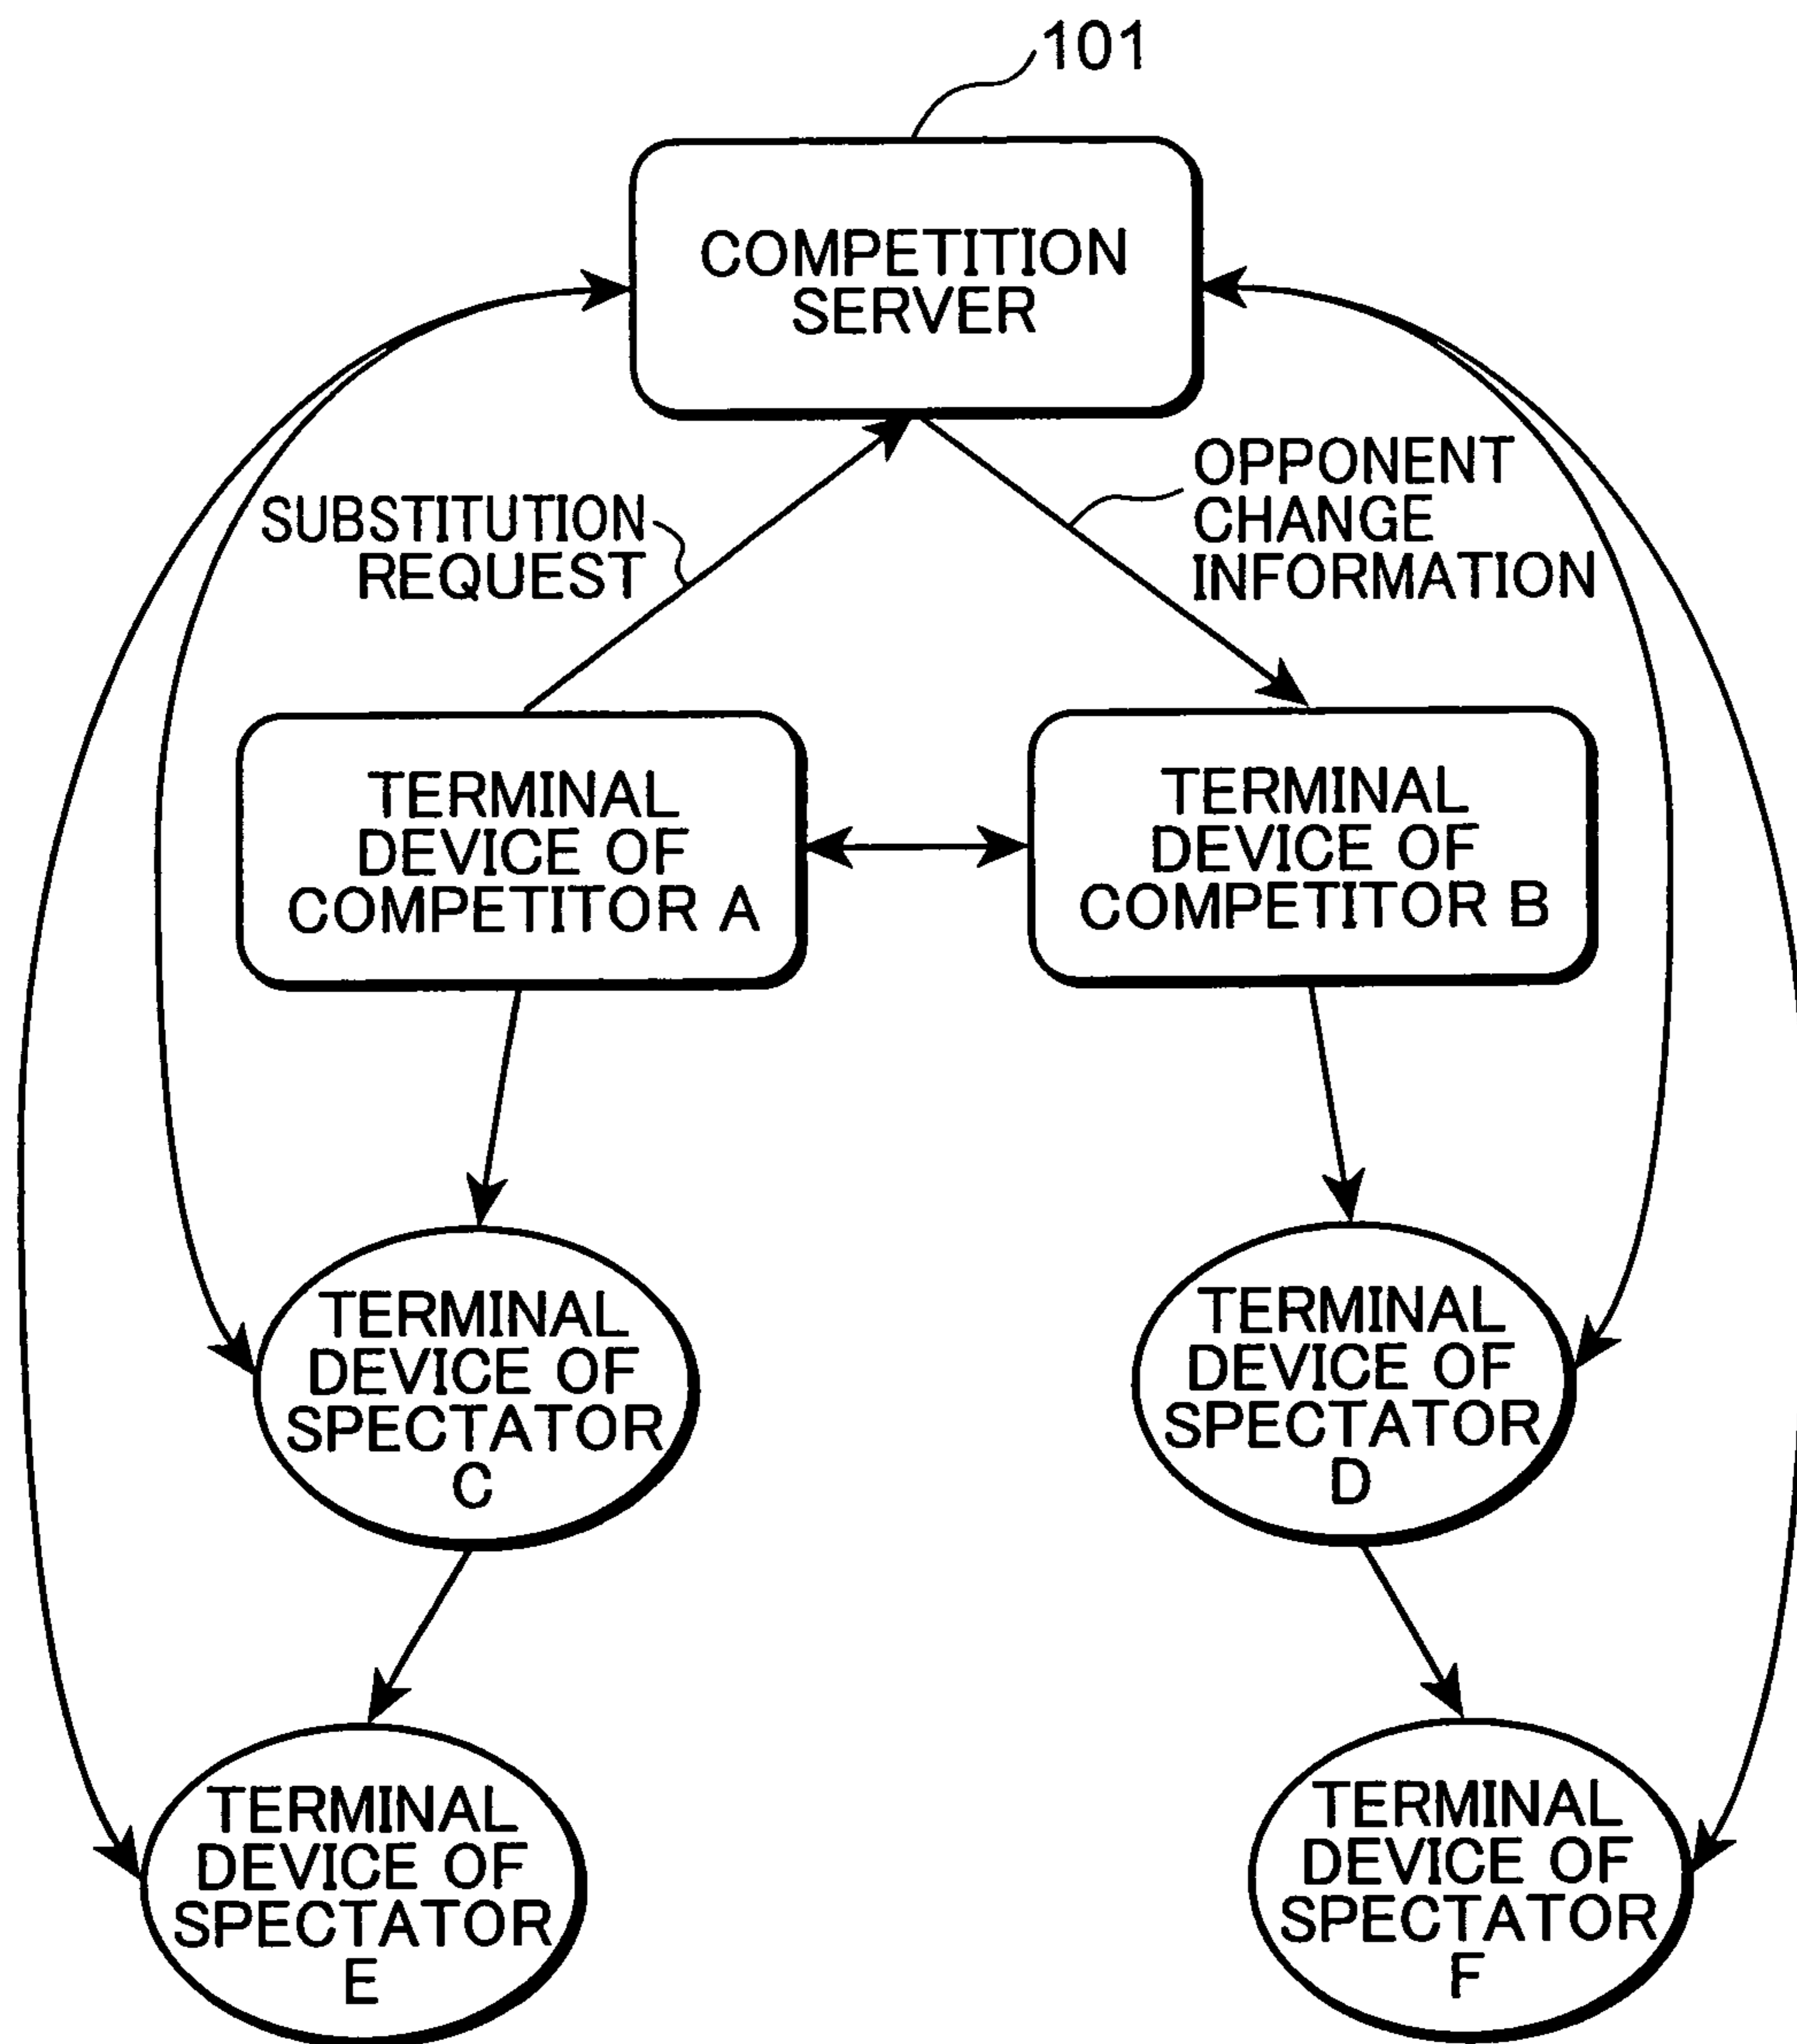 101
COMPETITION
SERVER
SUBSTITUTION
REQUEST
OPPONENT
CHANGE
INFORMATION
TERMINAL
DEVICE OF
COMPETITOR A
TERMINAL
DEVICE OF
COMPETITOR B
TERMINAL
DEVICE OF
SPECTATOR
C
TERMINAL
DEVICE OF
SPECTATOR
D
TERMINAL
DEVICE OF
SPECTATOR
E
TERMINAL
DEVICE OF
SPECTATOR
F